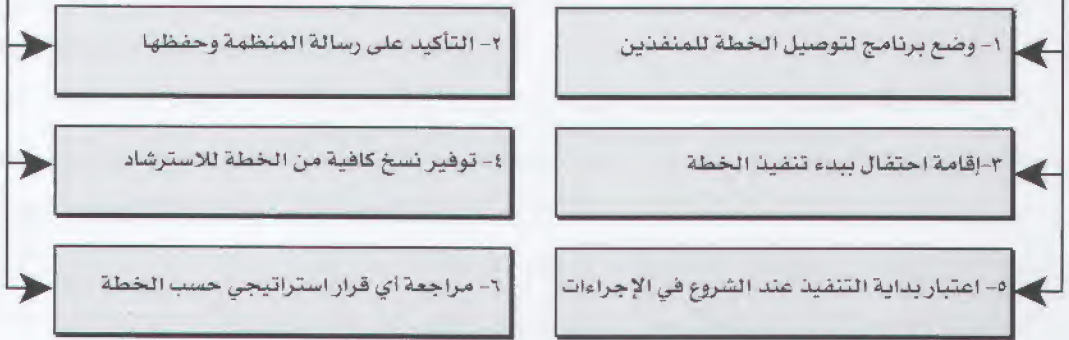 ١- وضع برنامج لتوصيل الخطة للمنفذين
٢- التأكيد على رسالة المنظمة وحفظها
٣-إقامة احتفال ببدء تنفيذ الخطة
٤- توفير نسخ كافية من الخطة للاسترشاد
٥- اعتبار بداية التنفيذ عند الشروع في الإجراءات
٦- مراجعة أي قرار استراتيجي حسب الخطة